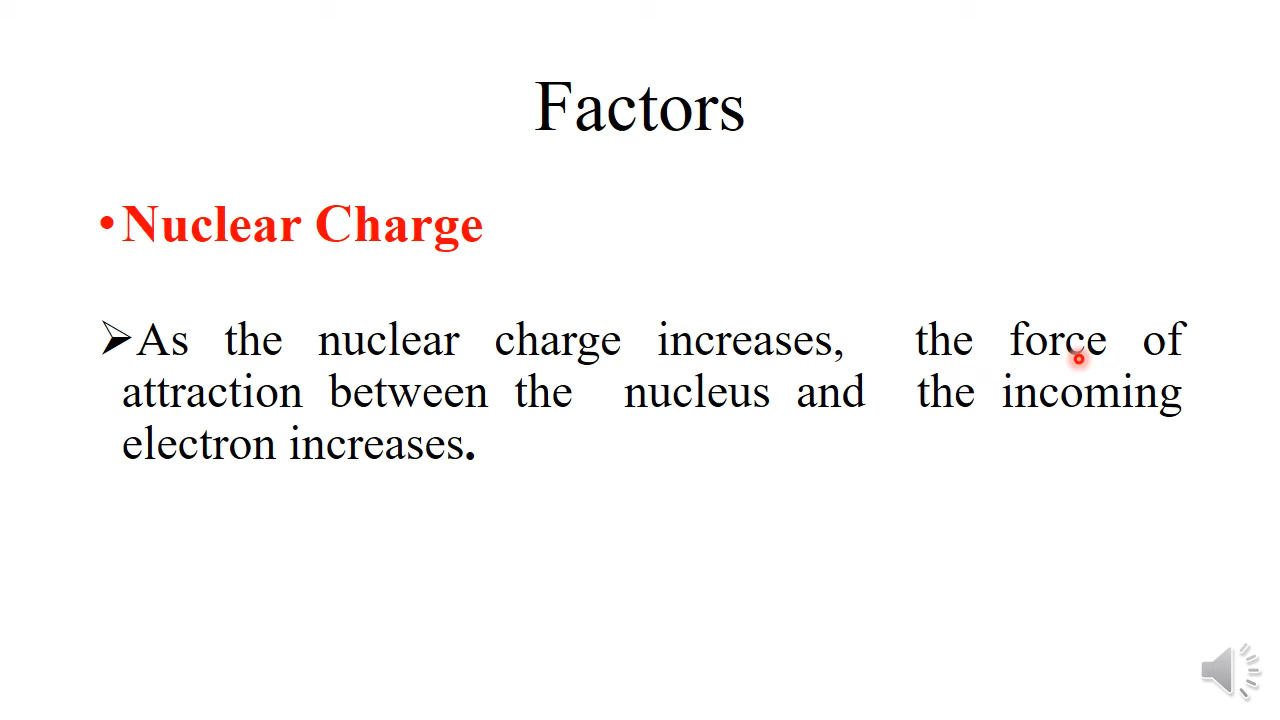 Factors
•Nuclear Charge
➢As the nuclear charge increases, the force of
attraction between the nucleus and the incoming
electron increases.